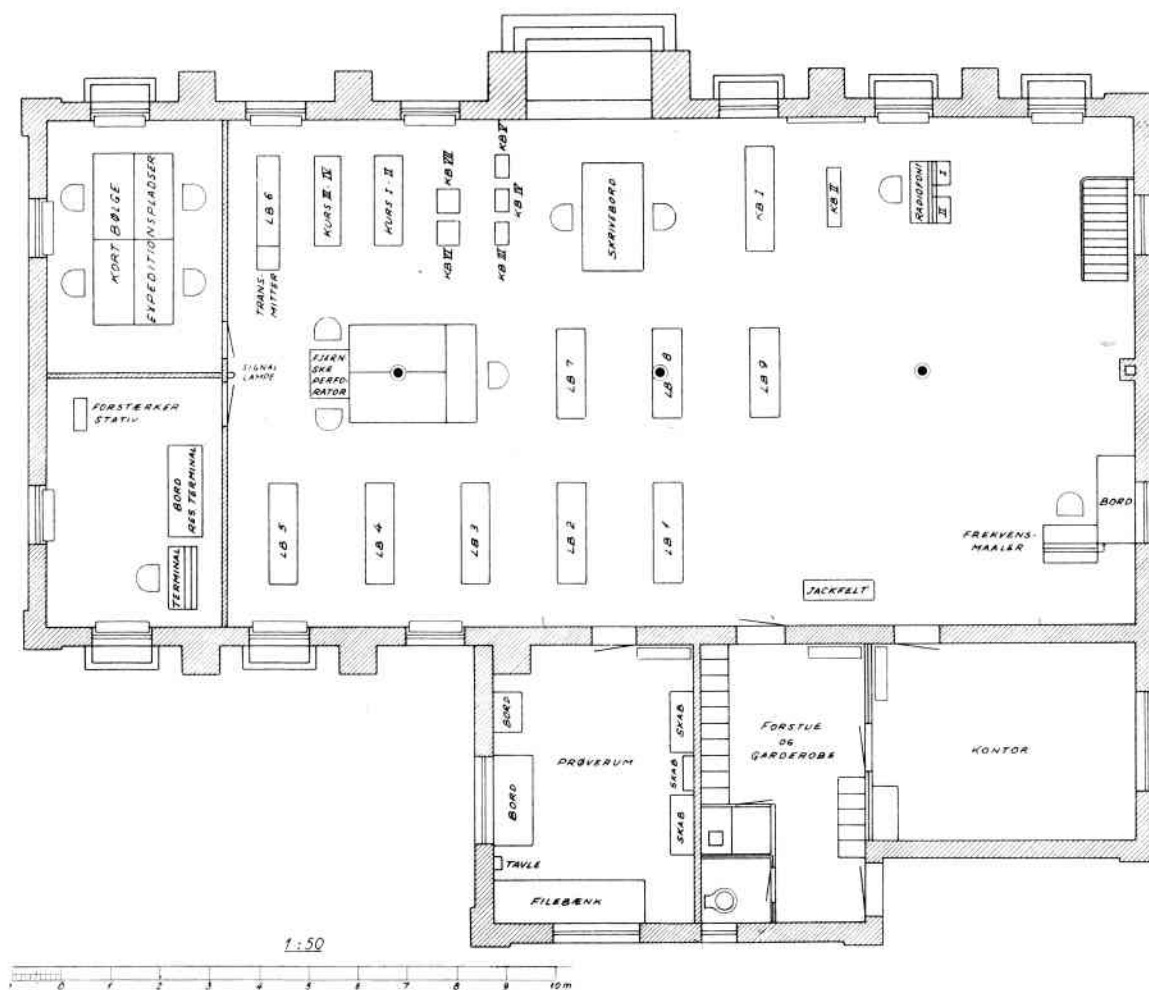 KORT BØLGE
EXPEDITIONSPLADSER
LB 6
TRANS-
MITTER
KURS III-IV
KURS I-II
KB VII
KB VI
KB V
KB IV
KB III
SKRIVEBORD
KB I
KB II
RADIOFONI
I
II
SIGNAL
LAMPE
FJERN
SKR.
PERFO-
RATOR
LB 7
LB 8
LB 9
FORSTÆRKER
STATIV
BORD
RES. TERMINAL
TERMINAL
LB 5
LB 4
LB 3
LB 2
LB 1
BORD
FREKVENS-
MAALER
JACKFELT
BORD
SKAB
PRØVERUM
SKAB
BORD
SKAB
TAVLE
FILEBÆNK
FORSTUE
OG
GARDEROBE
KONTOR
1:50
1 0 1 2 3 4 5 6 7 8 9 10 m